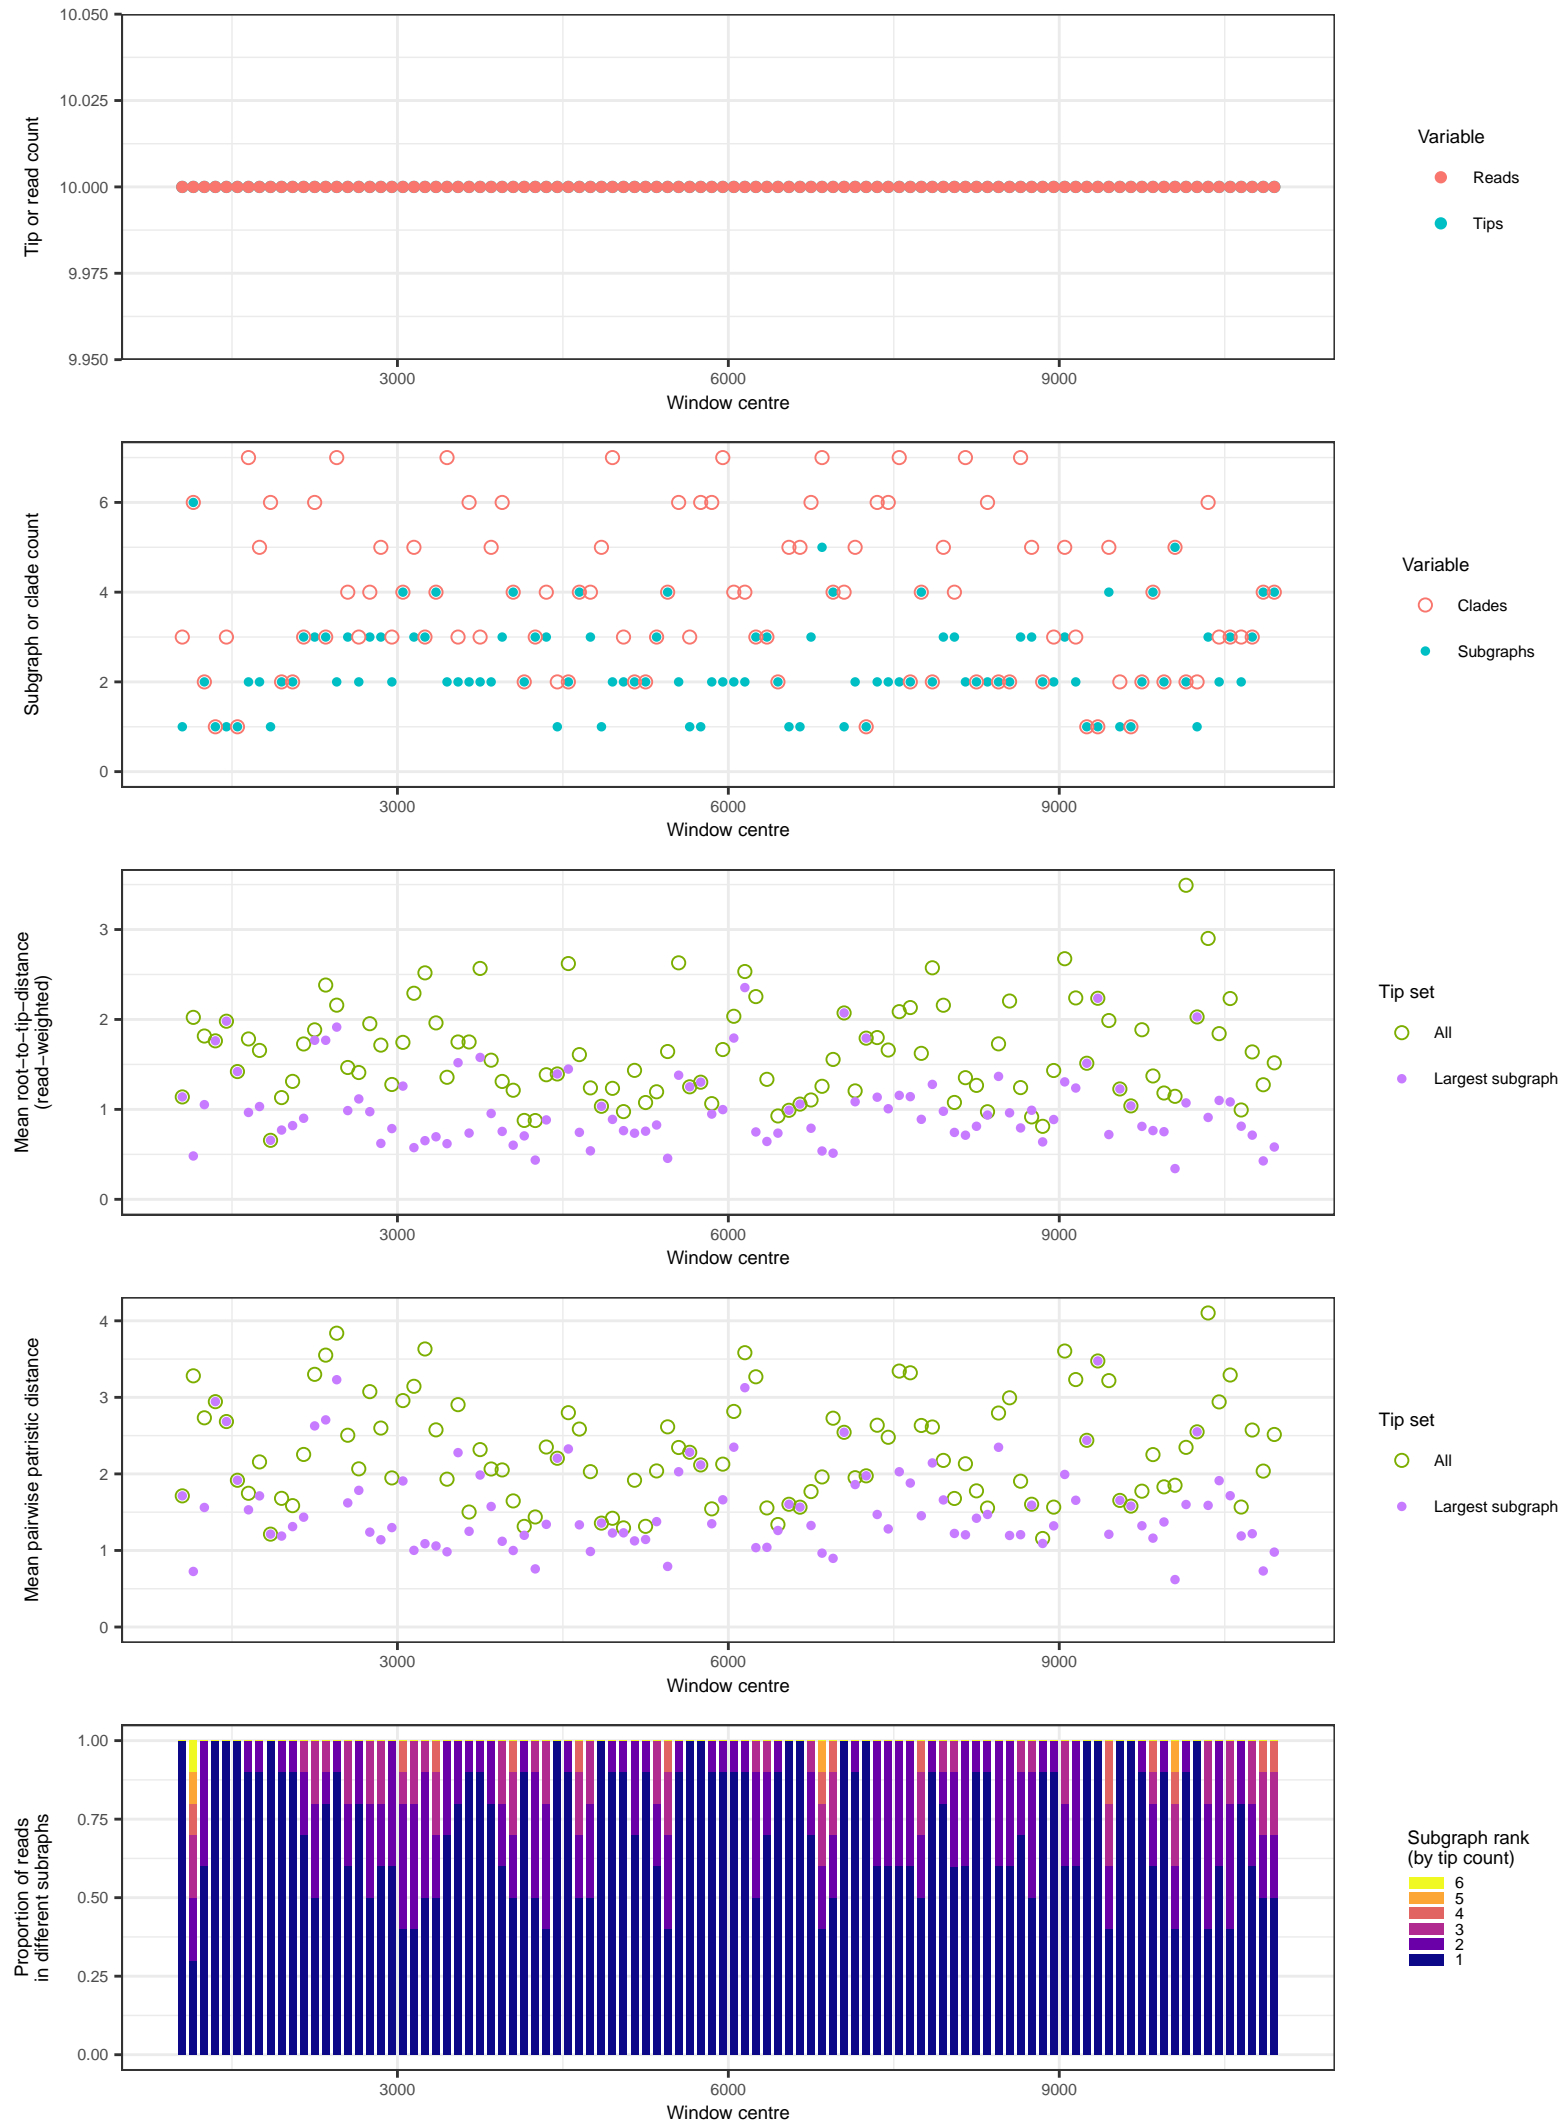 10.050
10.025
10.000
9.975
9.950
Tip or read count
3000
6000
9000
Window centre
Variable
Reads
Tips
6
4
2
0
Subgraph or clade count
3000
6000
9000
Window centre
Variable
Clades
Subgraphs
3
2
1
0
Mean root−to−tip−distance
(read−weighted)
3000
6000
9000
Window centre
Tip set
All
Largest subgraph
4
3
2
1
0
Mean pairwise patristic distance
3000
6000
9000
Window centre
Tip set
All
Largest subgraph
1.00
0.75
0.50
0.25
0.00
Proportion of reads
in different subraphs
3000
6000
9000
Window centre
Subgraph rank
(by tip count)
6
5
4
3
2
1